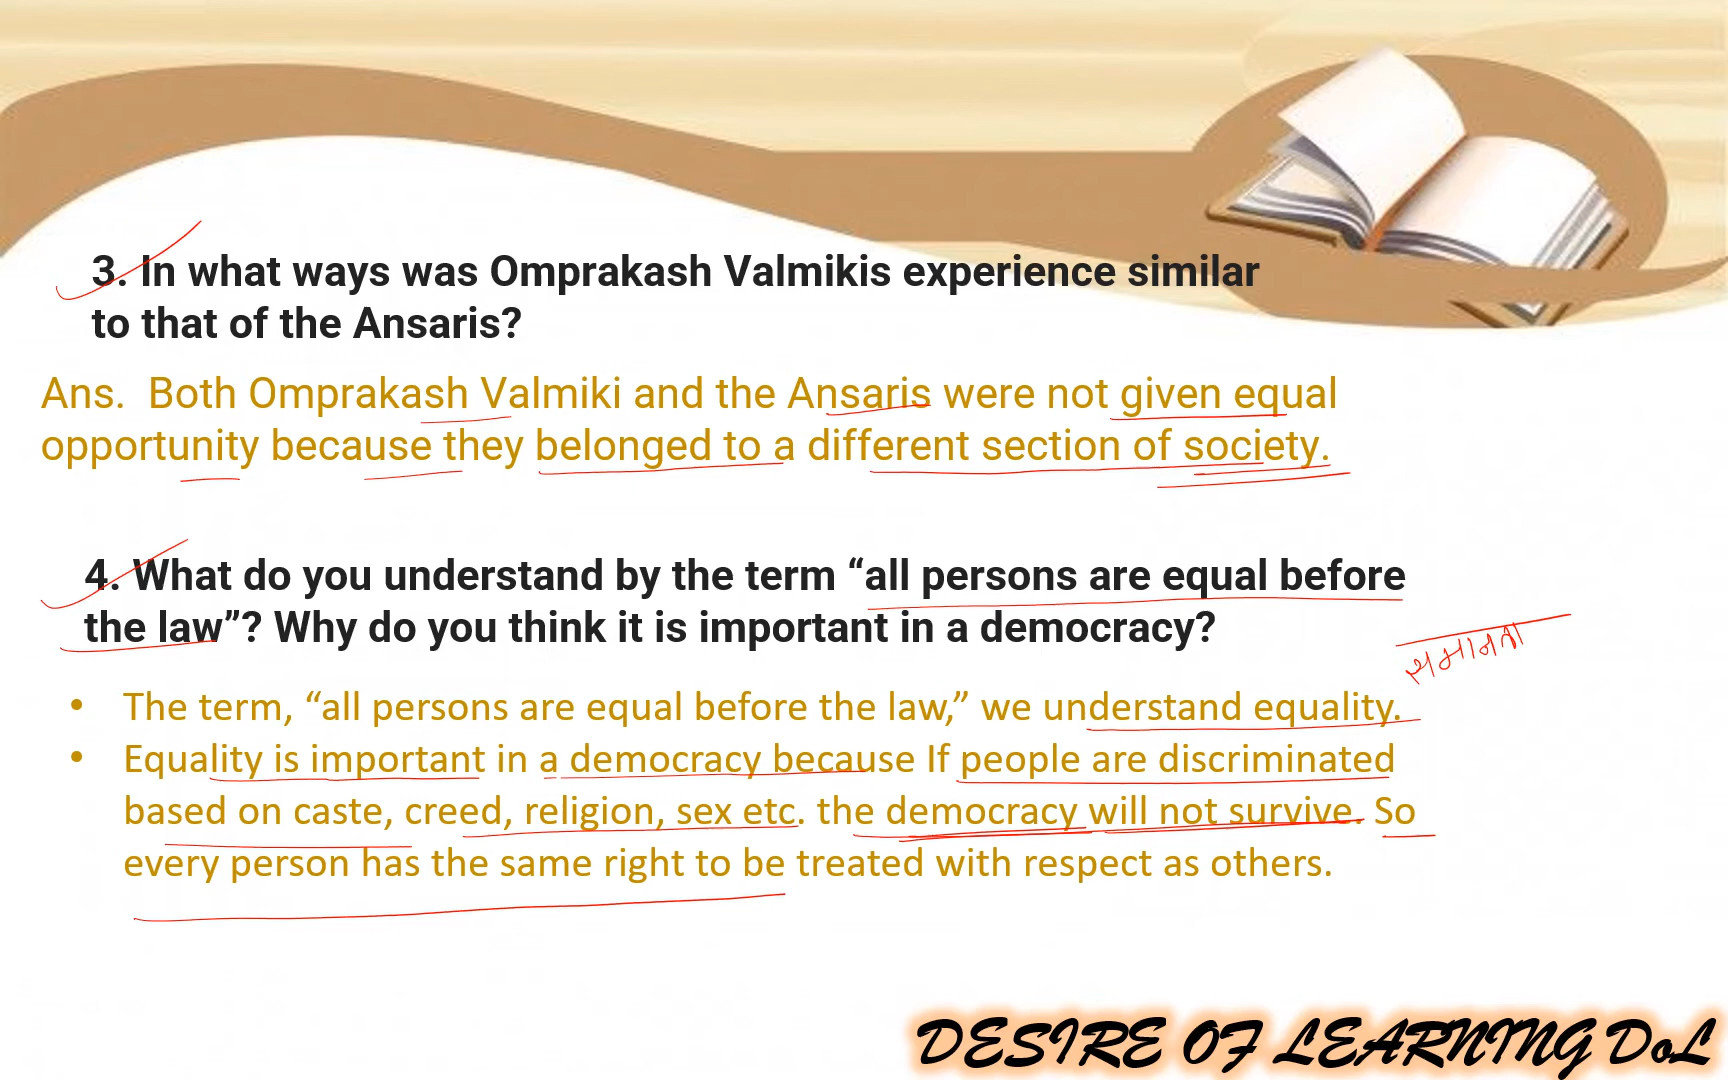 3. In what ways was Omprakash Valmikis experience similar
to that of the Ansaris?
Ans. Both Omprakash Valmiki and the Ansaris were not given equal
opportunity because they belonged to a different section of society.
4. What do you understand by the term “all persons are equal before
the law”? Why do you think it is important in a democracy?
समानता
• The term, “all persons are equal before the law,” we understand equality.
• Equality is important in a democracy because If people are discriminated
based on caste, creed, religion, sex etc. the democracy will not survive. So
every person has the same right to be treated with respect as others.
DESIRE OF LEARNING DoL